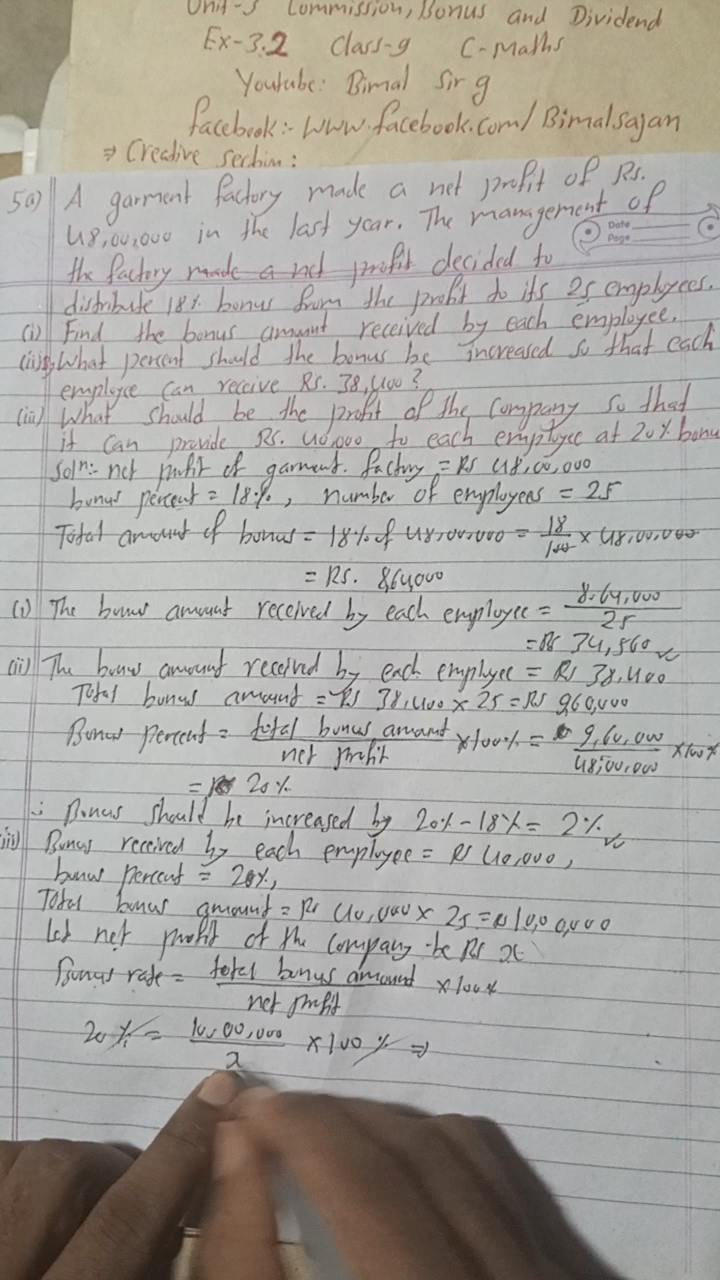 Unit-3 Commission, Bonus and Dividend
Ex-3.2 Class-9 C-Maths
Youtube: Bimal Sir g
facebook:- www.facebook.com/Bimalsajan
⇒ Creative section:
5a) A garment factory made a net profit of Rs.
48,00,000 in the last year. The management of
Date
Page
the factory made a net profit decided to
distribute 18% bonus from the profit to its 25 employees.
(i) Find the bonus amount received by each employee.
(ii) What percent should the bonus be increased so that each
employee can receive Rs. 38,400?
(iii) What should be the profit of the Company so that
it can provide Rs. 40,000 to each employee at 20% bonu
Soln:- net profit of garment. factory = Rs 48,00,000
bonus percent = 18%, number of employees = 25
Total amount of bonus = 18% of 48,00,000 = 18/100 × 48,00,000
= Rs. 8,64,000
(i) The bonus amount received by each employee = 8,64,000/25
= Rs 34,560
(ii) The bonus amount received by each employee = Rs 38,400
Total bonus amount = Rs 38,400 × 25 = Rs 9,60,000
Bonus Percent = total bonus amount/net profit × 100% = 9,60,000/48,00,000 × 100%
= 20%
∴ Bonus should be increased by 20% - 18% = 2%
iii) Bonus received by each employee = Rs 40,000,
bonus percent = 20%,
Total bonus amount = Rs 40,000 × 25 = Rs 10,00,000
Let net profit of the company be Rs x
Bonus rate = total bonus amount/net profit × 100%
20% = 10,00,000/x × 100% ⇒